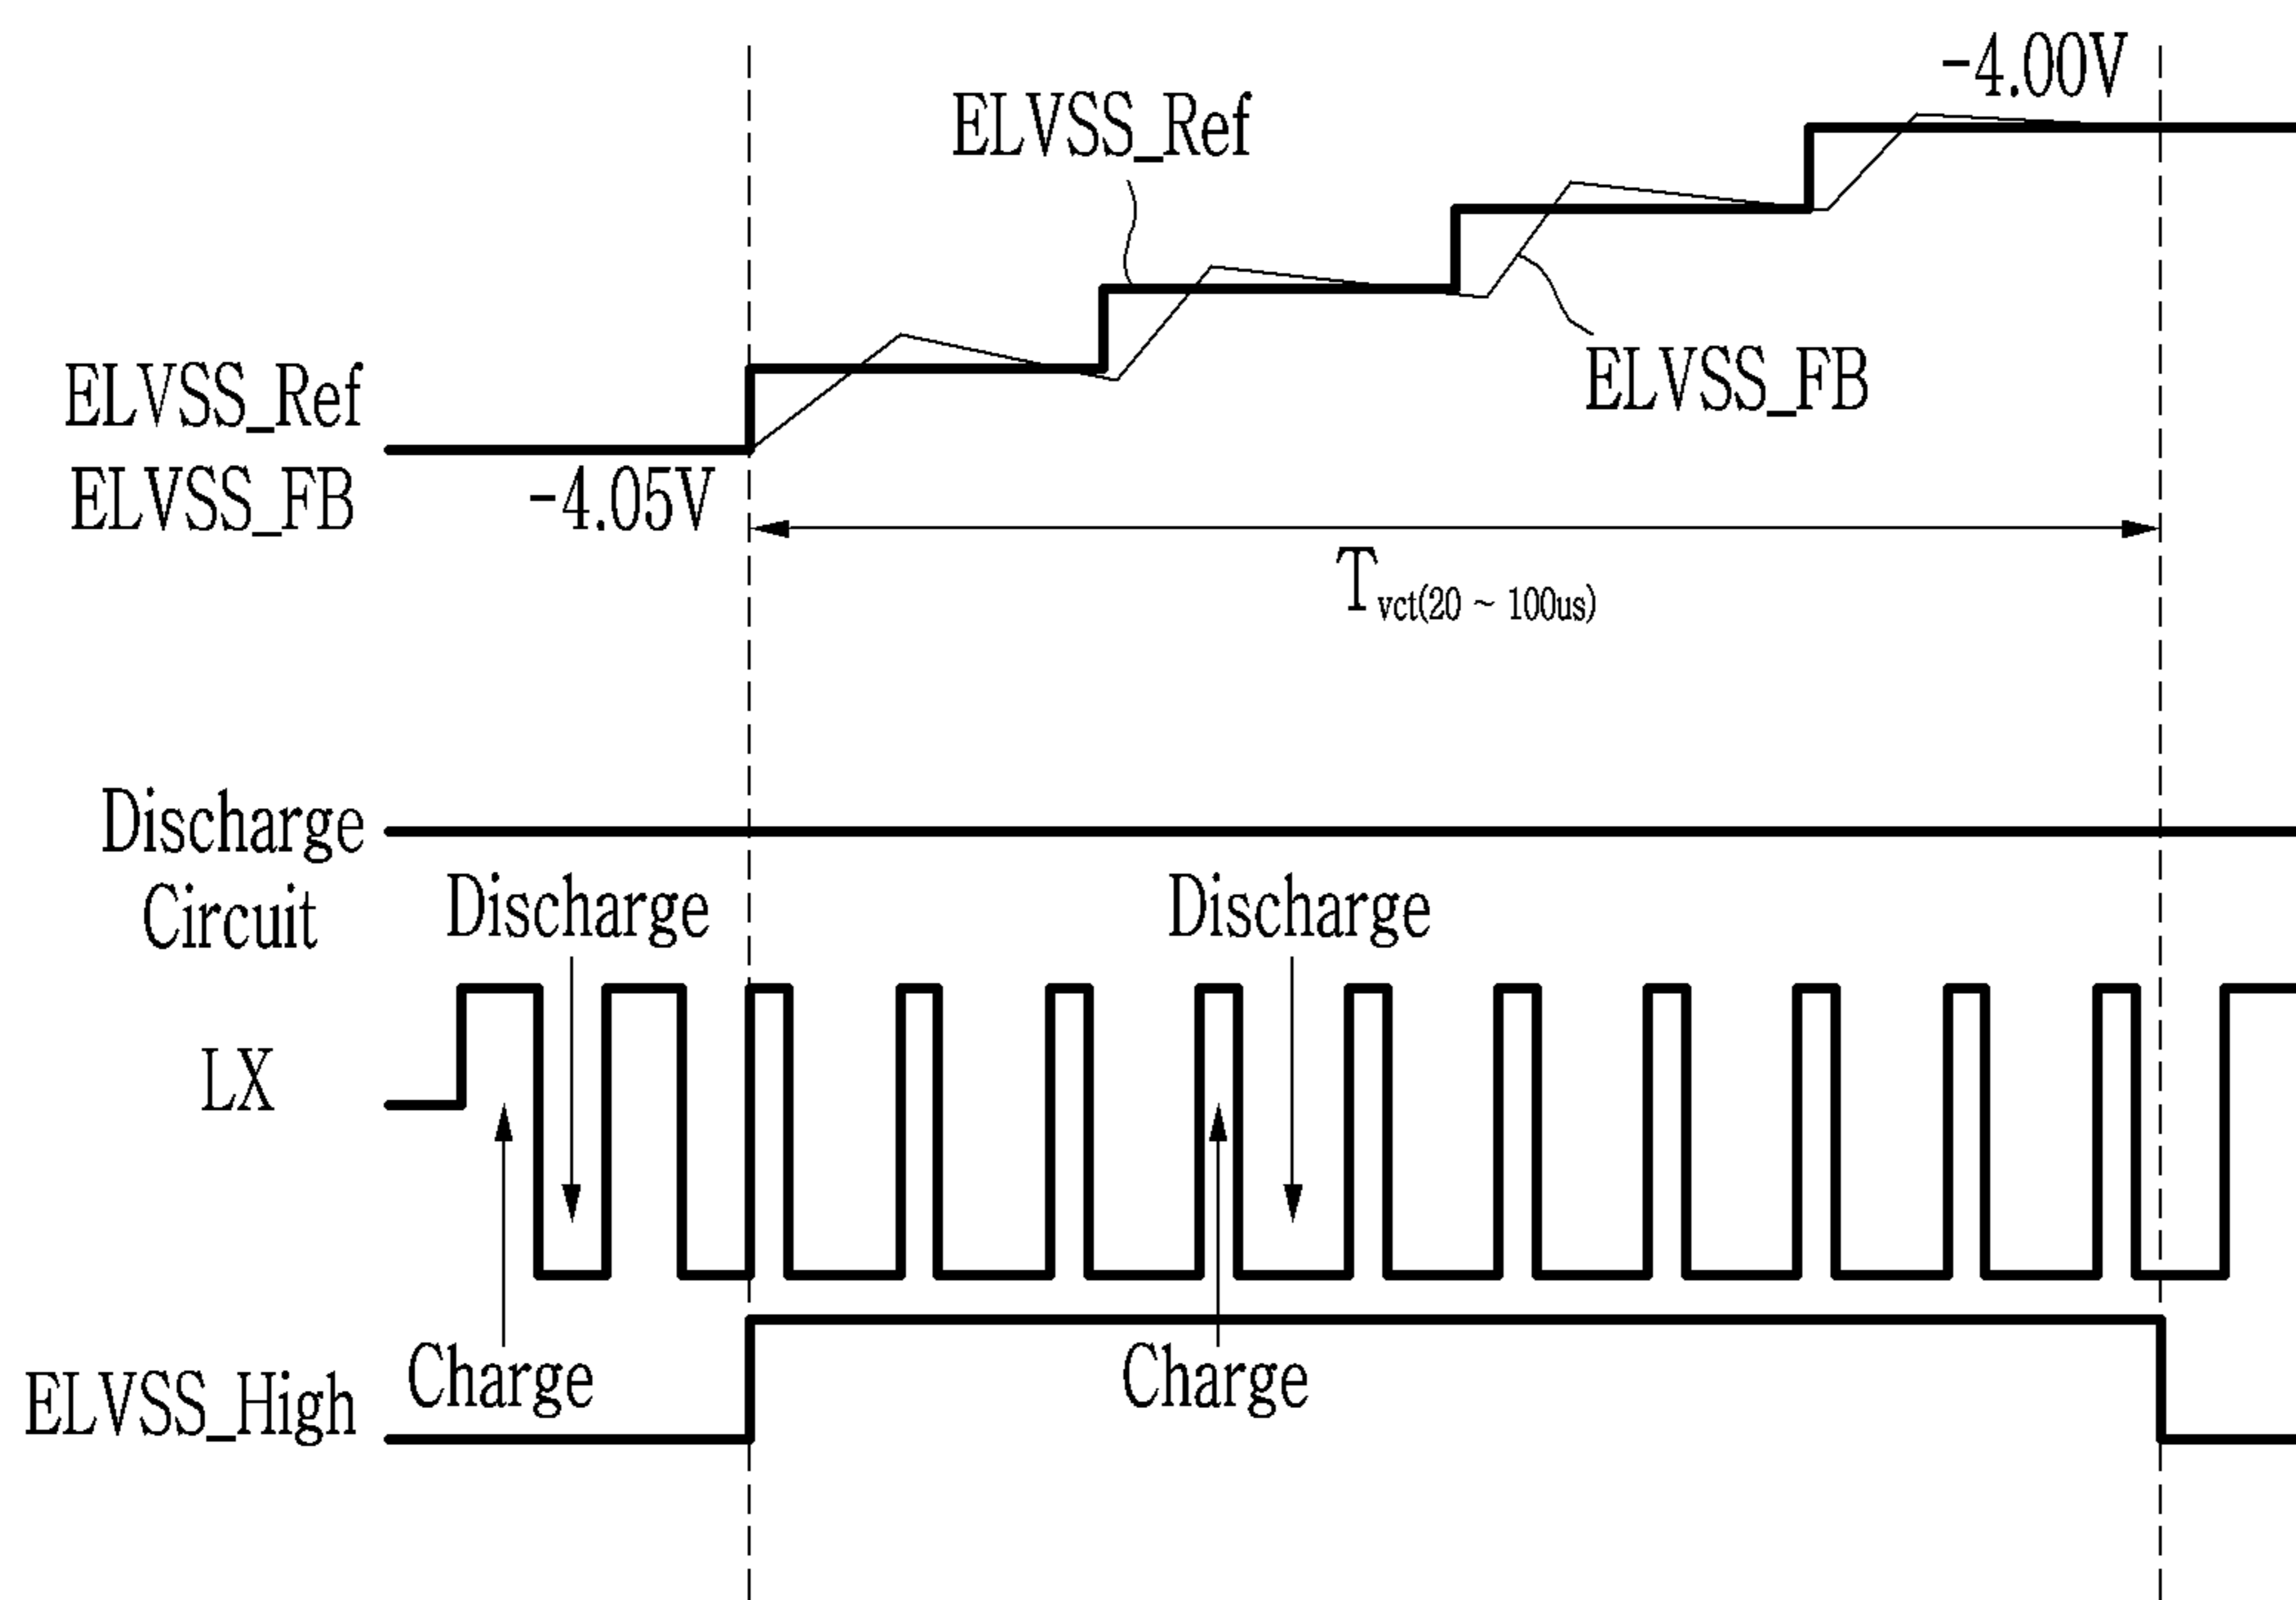 -4.00V
ELVSS_Ref
ELVSS_Ref
ELVSS_FB
ELVSS_FB
-4.05V
Tvct(20 ~ 100us)
Discharge
Circuit
Discharge
Discharge
LX
Charge
Charge
ELVSS_High